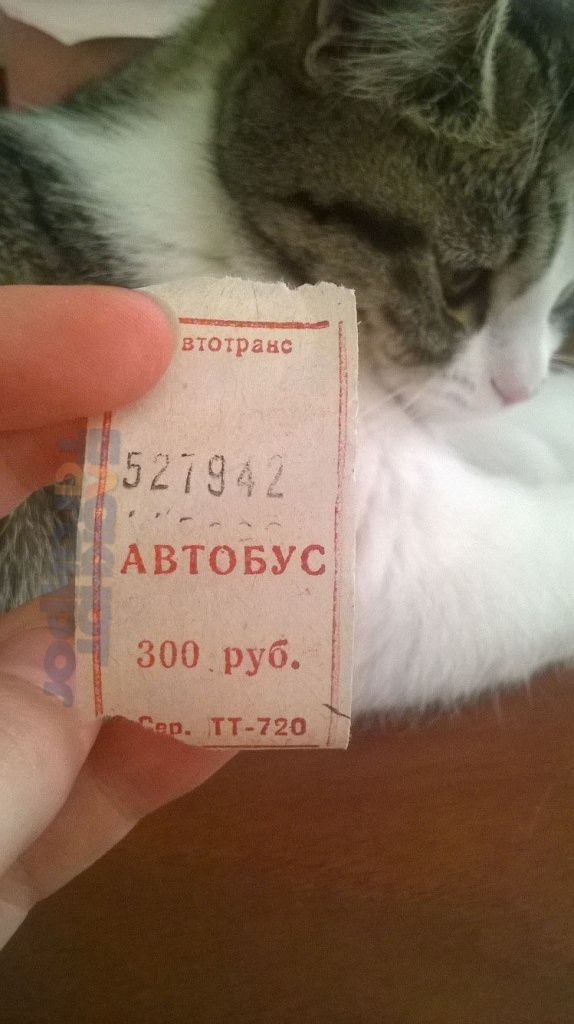 втотранс
527942
АВТОБУС
300 руб.
Сер. ТТ-720